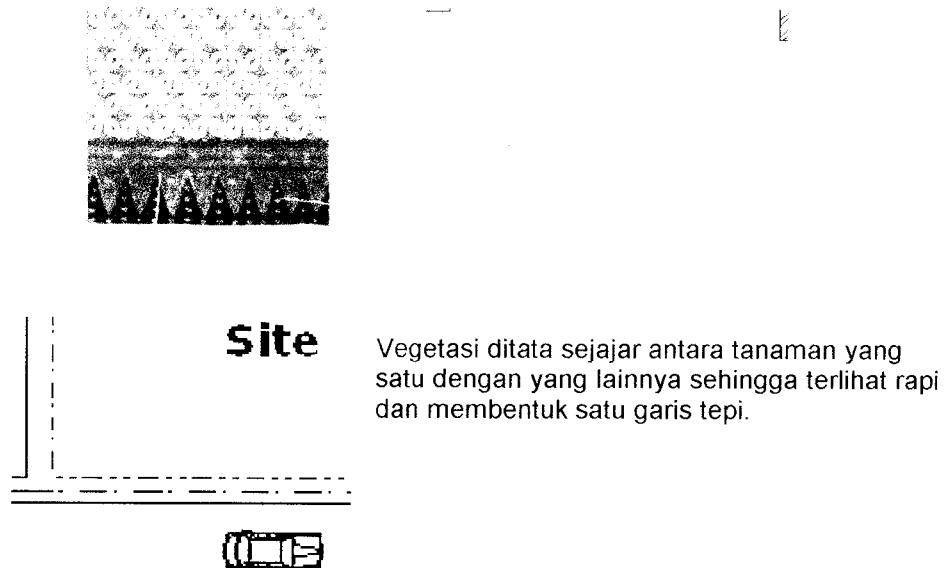 Site
Vegetasi ditata sejajar antara tanaman yang
satu dengan yang lainnya sehingga terlihat rapi
dan membentuk satu garis tepi.